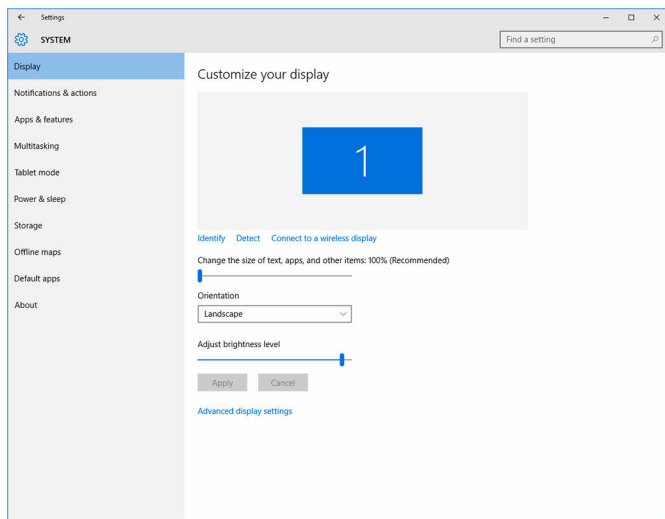 Settings
SYSTEM
Find a setting
Display
Notifications & actions
Apps & features
Multitasking
Tablet mode
Power & sleep
Storage
Offline maps
Default apps
About
Customize your display
1
Identify Detect Connect to a wireless display
Change the size of text, apps, and other items: 100% (Recommended)
Orientation
Landscape
Adjust brightness level
Apply Cancel
Advanced display settings